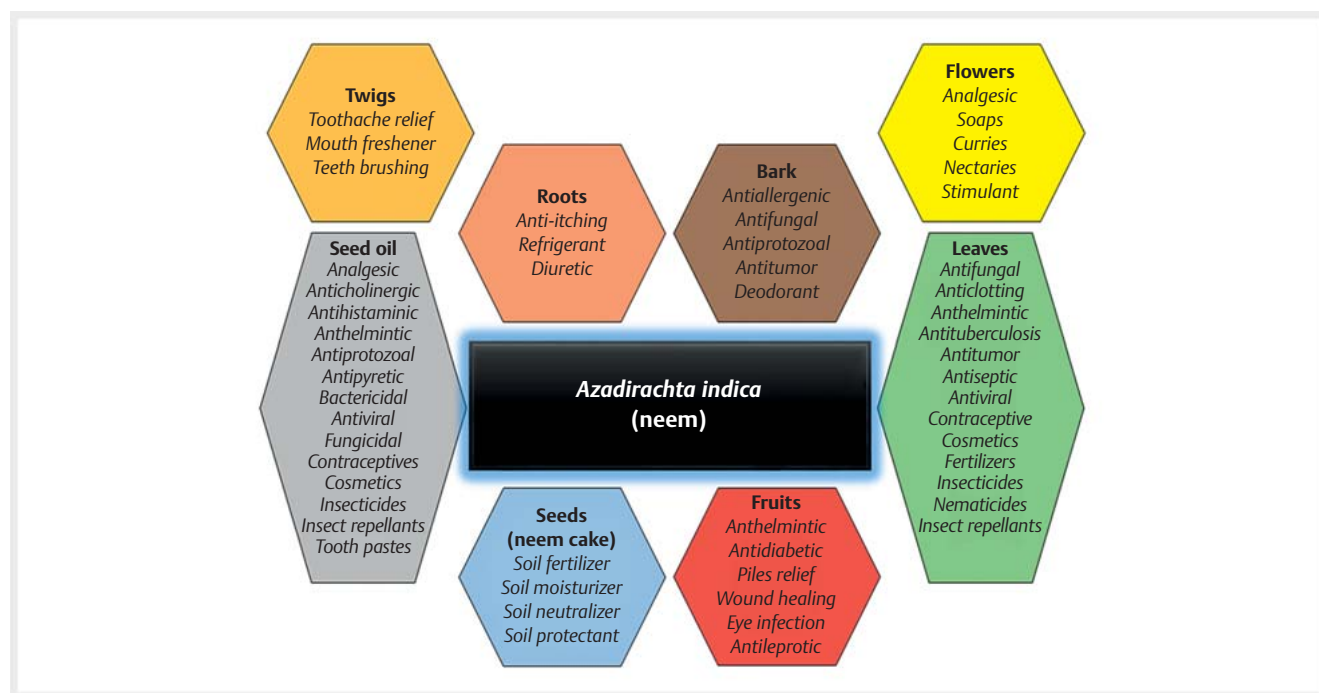 Twigs
Toothache relief
Mouth freshener
Teeth brushing
Flowers
Analgesic
Soaps
Curries
Nectaries
Stimulant
Roots
Anti-itching
Refrigerant
Diuretic
Bark
Antiallergenic
Antifungal
Antiprotozoal
Antitumor
Deodorant
Seed oil
Analgesic
Anticholinergic
Antihistaminic
Anthelmintic
Antiprotozoal
Antipyretic
Bactericidal
Antiviral
Fungicidal
Contraceptives
Cosmetics
Insecticides
Insect repellants
Tooth pastes
Azadirachta indica
(neem)
Leaves
Antifungal
Anticlotting
Anthelmintic
Antituberculosis
Antitumor
Antiseptic
Antiviral
Contraceptive
Cosmetics
Fertilizers
Insecticides
Nematicides
Insect repellants
Seeds
(neem cake)
Soil fertilizer
Soil moisturizer
Soil neutralizer
Soil protectant
Fruits
Anthelmintic
Antidiabetic
Piles relief
Wound healing
Eye infection
Antileprotic